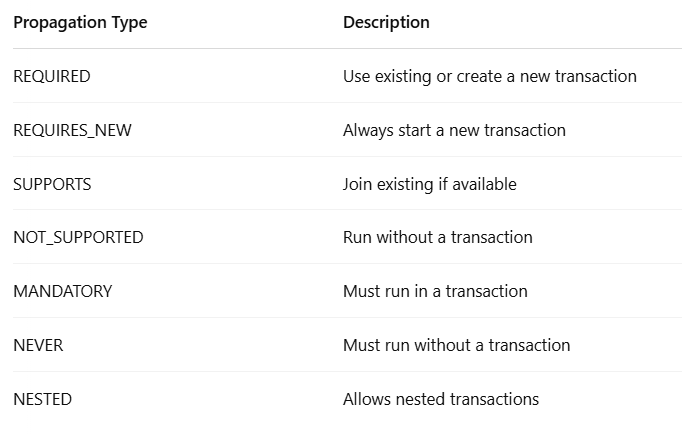 Propagation Type Description
REQUIRED Use existing or create a new transaction
REQUIRES_NEW Always start a new transaction
SUPPORTS Join existing if available
NOT_SUPPORTED Run without a transaction
MANDATORY Must run in a transaction
NEVER Must run without a transaction
NESTED Allows nested transactions